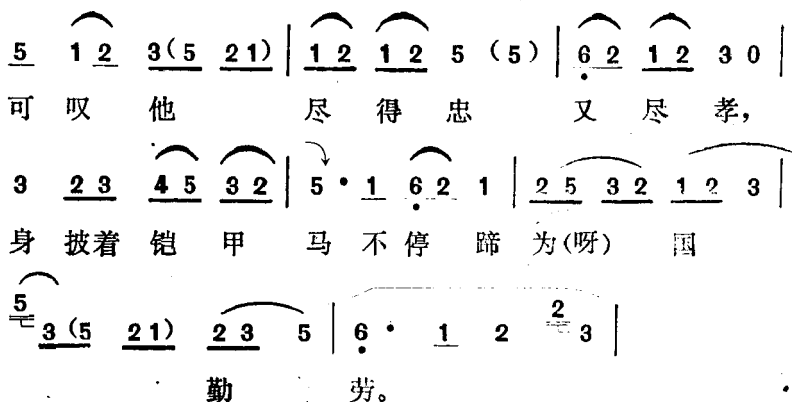 5 1 2 3(5 21) | 1 2 1 2 5 (5) | 6 2 1 2 3 0 |
可 叹 他 尽 得 忠 又 尽 孝，
3 2 3 4 5 3 2 | 5 · 1 6 2 1 | 2 5 3 2 1 2 3 |
身 披着 铠 甲 马 不 停 蹄 为(呀) 国
5 3(5 21) 2 3 5 | 6 · 1 2 2 3 |
勤 劳。